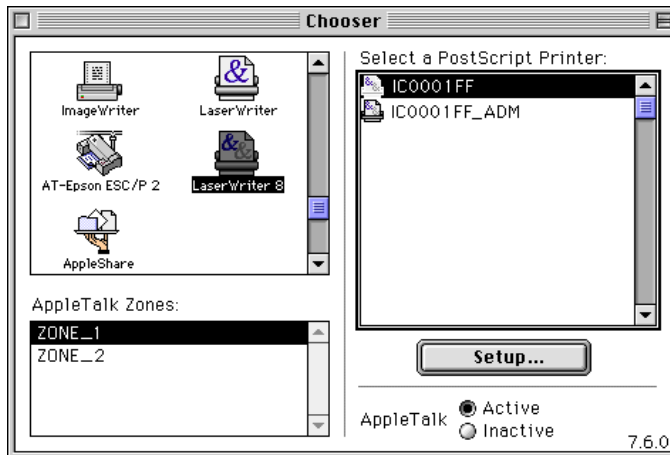 Chooser
ImageWriter
LaserWriter
AT-Epson ESC/P 2
LaserWriter 8
AppleShare
AppleTalk Zones:
ZONE_1
ZONE_2
Select a PostScript Printer:
IC0001FF
IC0001FF_ADM
Setup...
AppleTalk
Active
Inactive
7.6.0